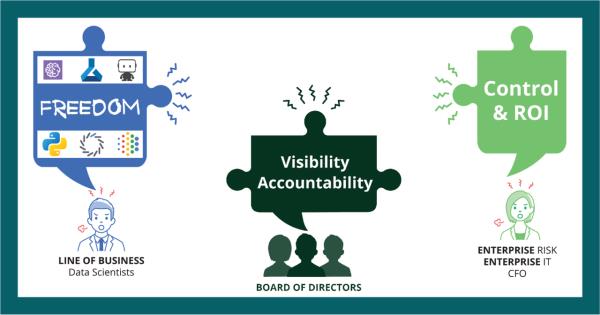 FREEDOM
LINE OF BUSINESS
Data Scientists
Visibility
Accountability
BOARD OF DIRECTORS
Control
& ROI
ENTERPRISE RISK
ENTERPRISE IT
CFO